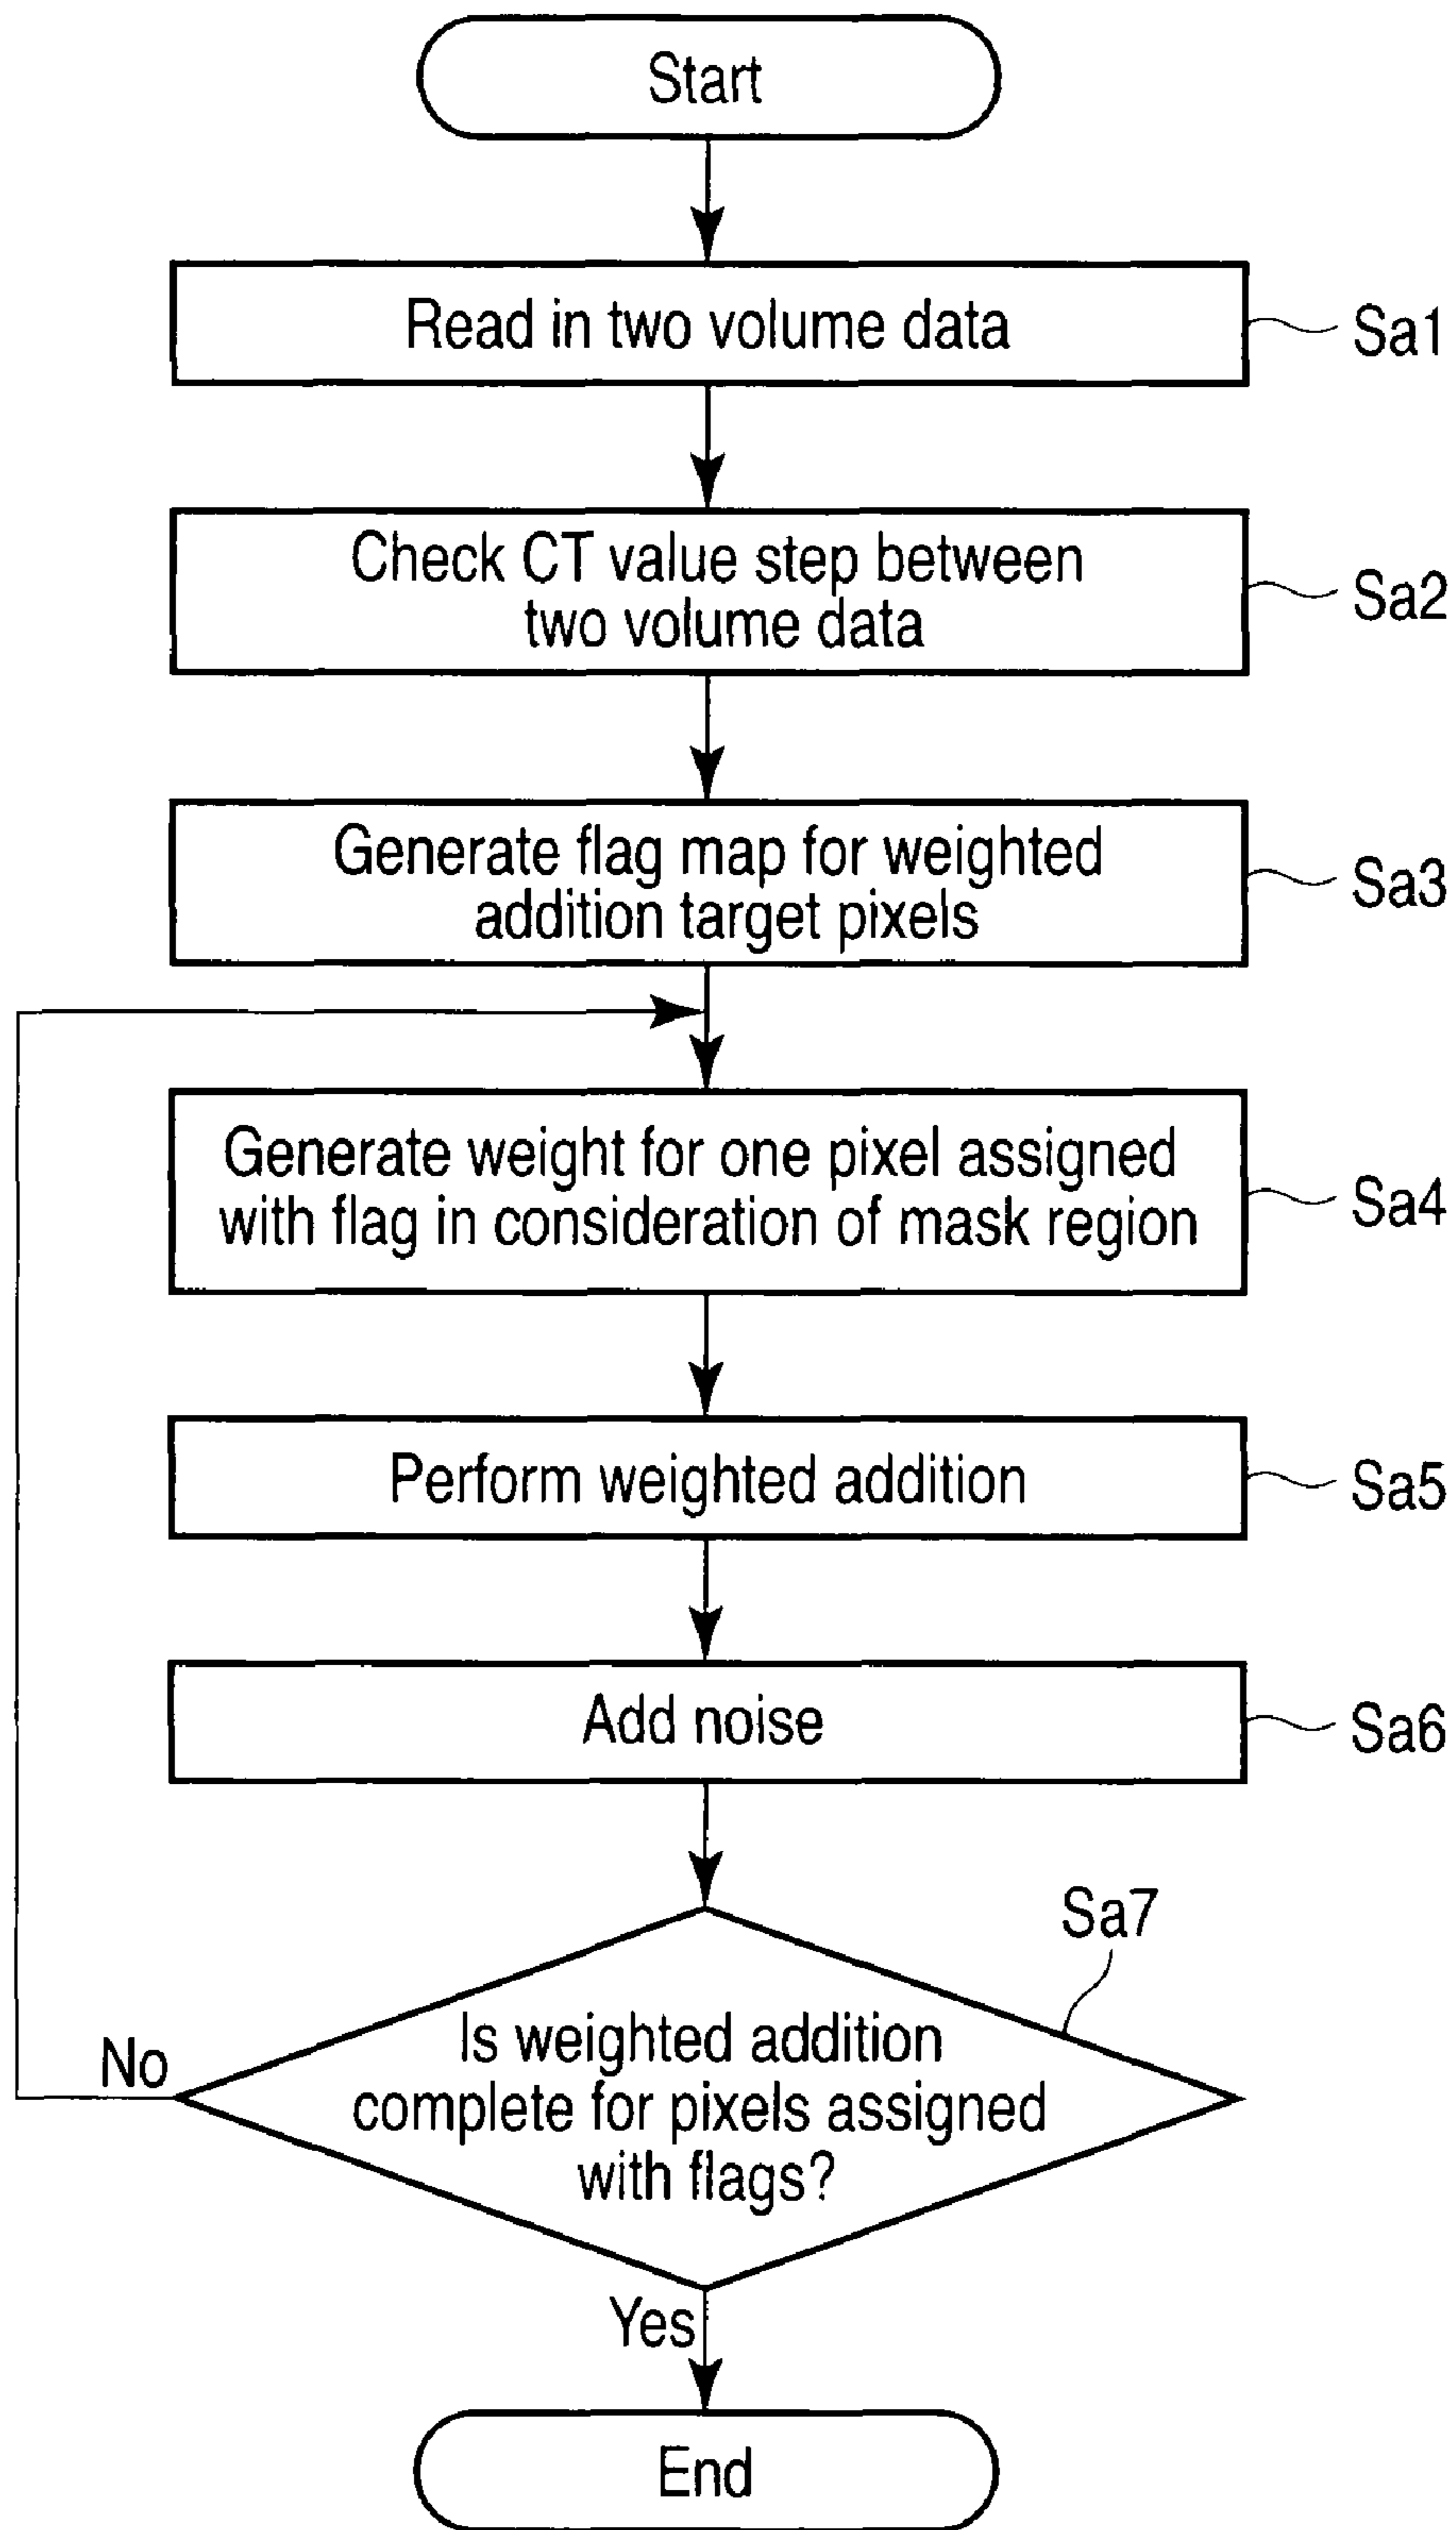 Start
Read in two volume data
Sa1
Check CT value step between
two volume data
Sa2
Generate flag map for weighted
addition target pixels
Sa3
Generate weight for one pixel assigned
with flag in consideration of mask region
Sa4
Perform weighted addition
Sa5
Add noise
Sa6
Sa7
Is weighted addition
complete for pixels assigned
with flags?
No
Yes
End